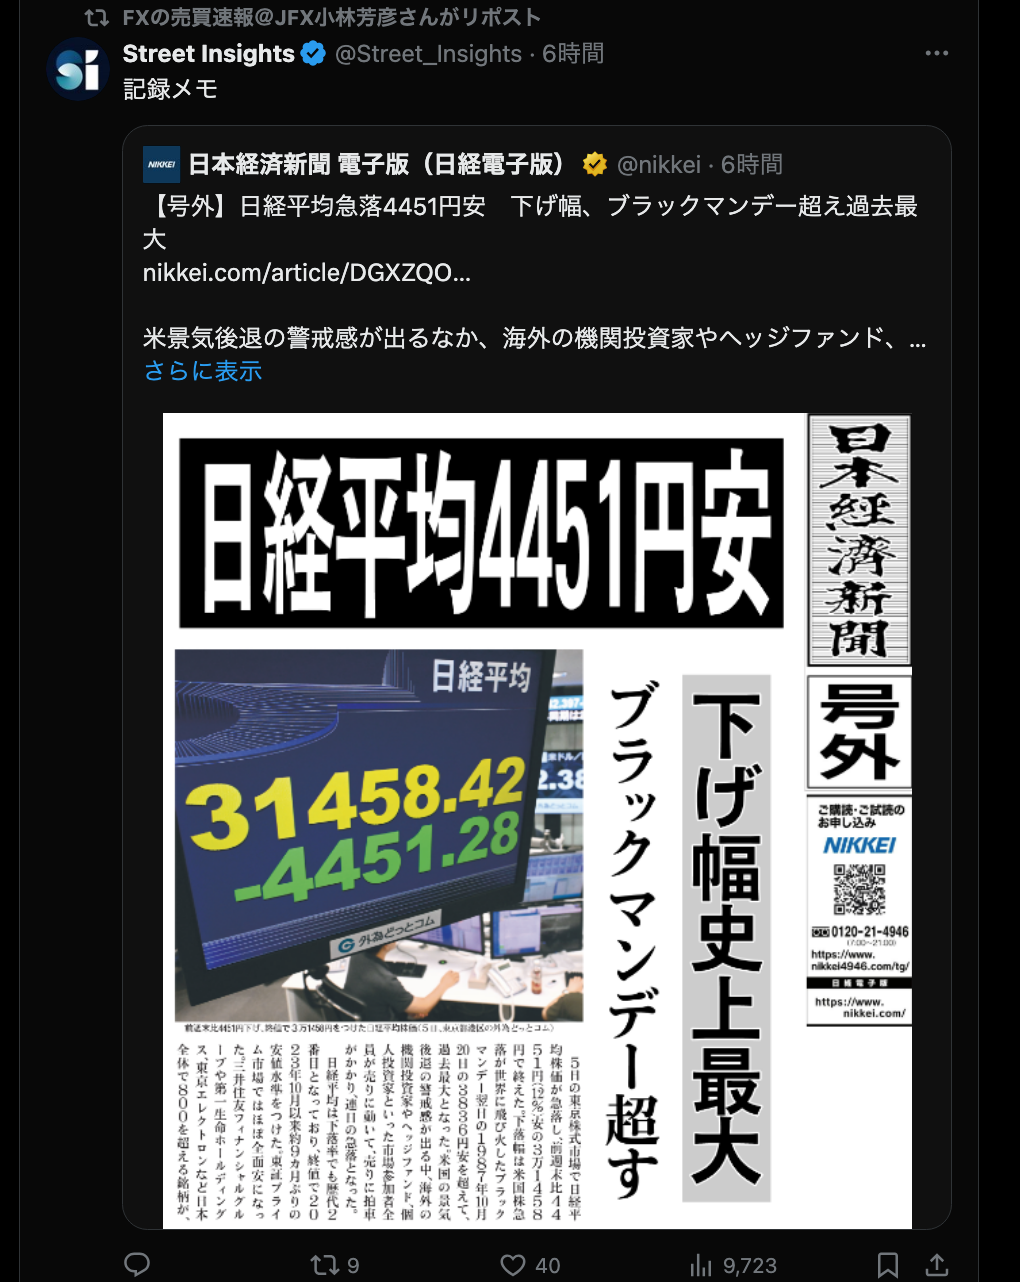 FXの売買速報@JFX小林芳彦さんがリポスト
Street Insights @Street_Insights · 6時間
記録メモ
NIKKEI 日本経済新聞 電子版（日経電子版） @nikkei · 6時間
【号外】日経平均急落4451円安　下げ幅、ブラックマンデー超え過去最
大
nikkei.com/article/DGXZQO...
米景気後退の警戒感が出るなか、海外の機関投資家やヘッジファンド、...
さらに表示
日本経済新聞
号外
ご購読・ご試読の
お申し込み
NIKKEI
0120-21-4946
(7:00~21:00)
https://www.
nikkei4946.com/tg/
日経電子版
https://www.
nikkei.com/
日経平均4451円安
下げ幅史上最大
ブラックマンデー超す
日経平均
31458.42
-4451.28
外為どっとコム
前週末比4451円下げ、終値で3万1458円をつけた日経平均株価（5日、東京都港区の外為どっとコム）
５日の東京株式市場で日経平
均株価が急落し、前週末比４４
５１円（12％）安の３万１４５８
円で終えた。下落幅は米国株急
落が世界に飛び火したブラック
マンデー翌日の１９８７年10月
20日の３８３６円安を超えて、
過去最大となった。米国の景気
後退の警戒感が出る中、海外の
機関投資家やヘッジファンド、個
人投資家といった市場参加者全
員が売りに動いて、売りに拍車
がかかり、連日の急落となった。
日経平均は下落率でも歴代２
番目となっており、終値で２０
２３年10月以来約９カ月ぶりの
安値水準をつけた。東証プライ
ム市場ではほぼ全面安になっ
た。三井住友フィナンシャルグル
ープや第一生命ホールディング
ス、東京エレクトロンなど日本
全体で８００を超える銘柄が、
9
40
9,723